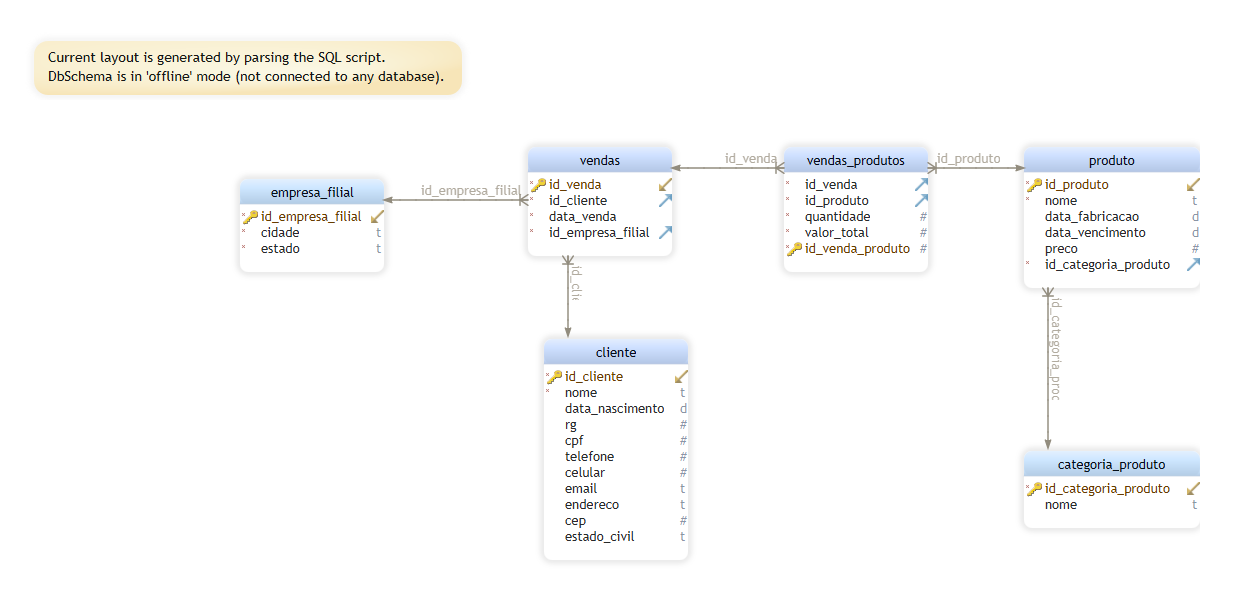 Current layout is generated by parsing the SQL script.
DbSchema is in 'offline' mode (not connected to any database).
empresa_filial
id_empresa_filial
cidade t
estado t
id_empresa_filial
vendas
id_venda
id_cliente
data_venda
id_empresa_filial
id_venda
vendas_produtos
id_venda
id_produto
quantidade #
valor_total #
id_venda_produto #
id_produto
produto
id_produto
nome t
data_fabricacao d
data_vencimento d
preco #
id_categoria_produto
id_clie
cliente
id_cliente
nome t
data_nascimento d
rg #
cpf #
telefone #
celular #
email t
endereco t
cep #
estado_civil t
id_categoria_proc
categoria_produto
id_categoria_produto
nome t